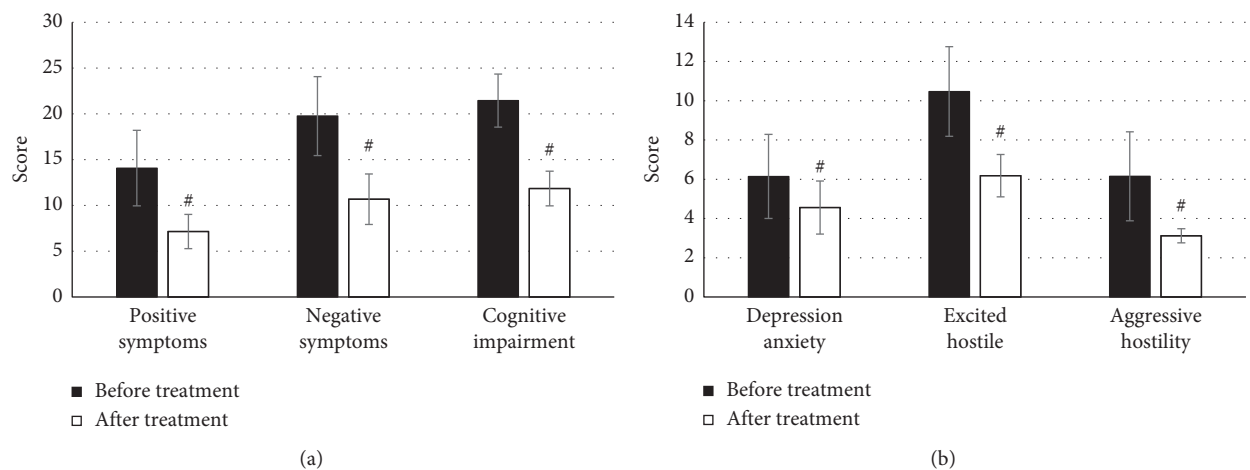 30
25
20
15
10
5
0
Score
#
#
#
Positive
symptoms
Negative
symptoms
Cognitive
impairment
Before treatment
After treatment
(a)
14
12
10
8
6
4
2
0
Score
#
#
#
Depression
anxiety
Excited
hostile
Aggressive
hostility
Before treatment
After treatment
(b)